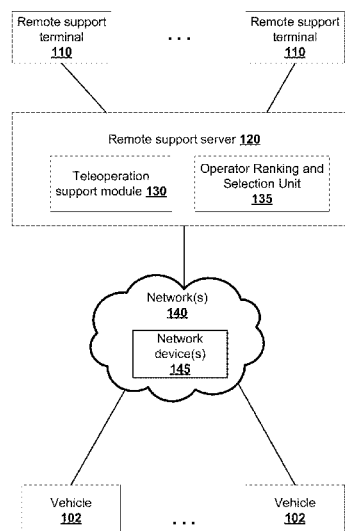 Remote support
terminal
110
. . .
Remote support
terminal
110
Remote support server 120
Teleoperation
support module 130
Operator Ranking and
Selection Unit
135
Network(s)
140
Network
device(s)
145
Vehicle
102
. . .
Vehicle
102